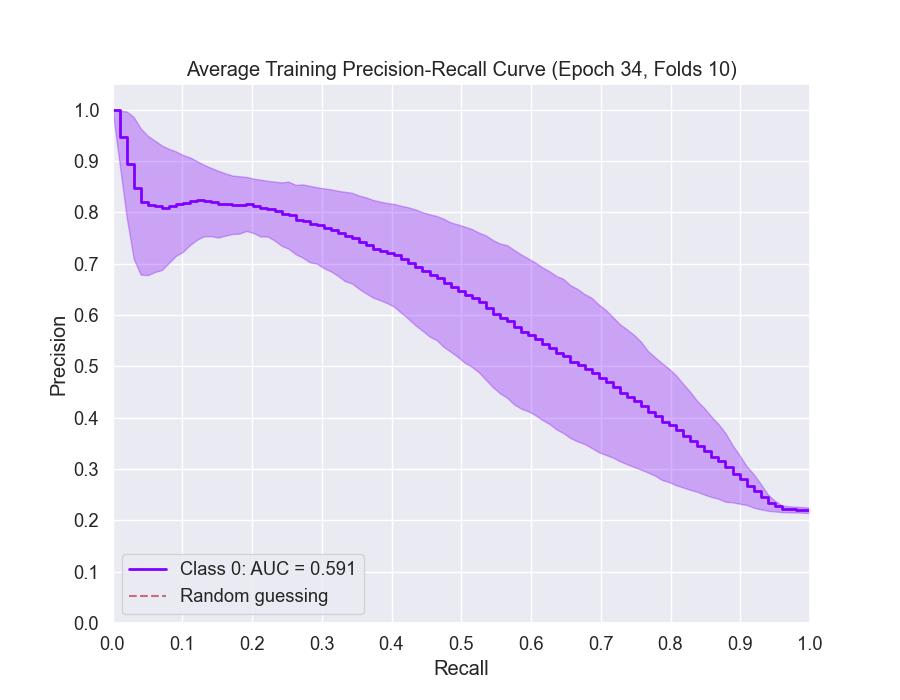 Average Training Precision-Recall Curve (Epoch 34, Folds 10)
1.0
0.9
0.8
0.7
0.6
0.5
0.4
0.3
0.2
0.1
0.0
Precision
Class 0: AUC = 0.591
Random guessing
0.0 0.1 0.2 0.3 0.4 0.5 0.6 0.7 0.8 0.9 1.0
Recall